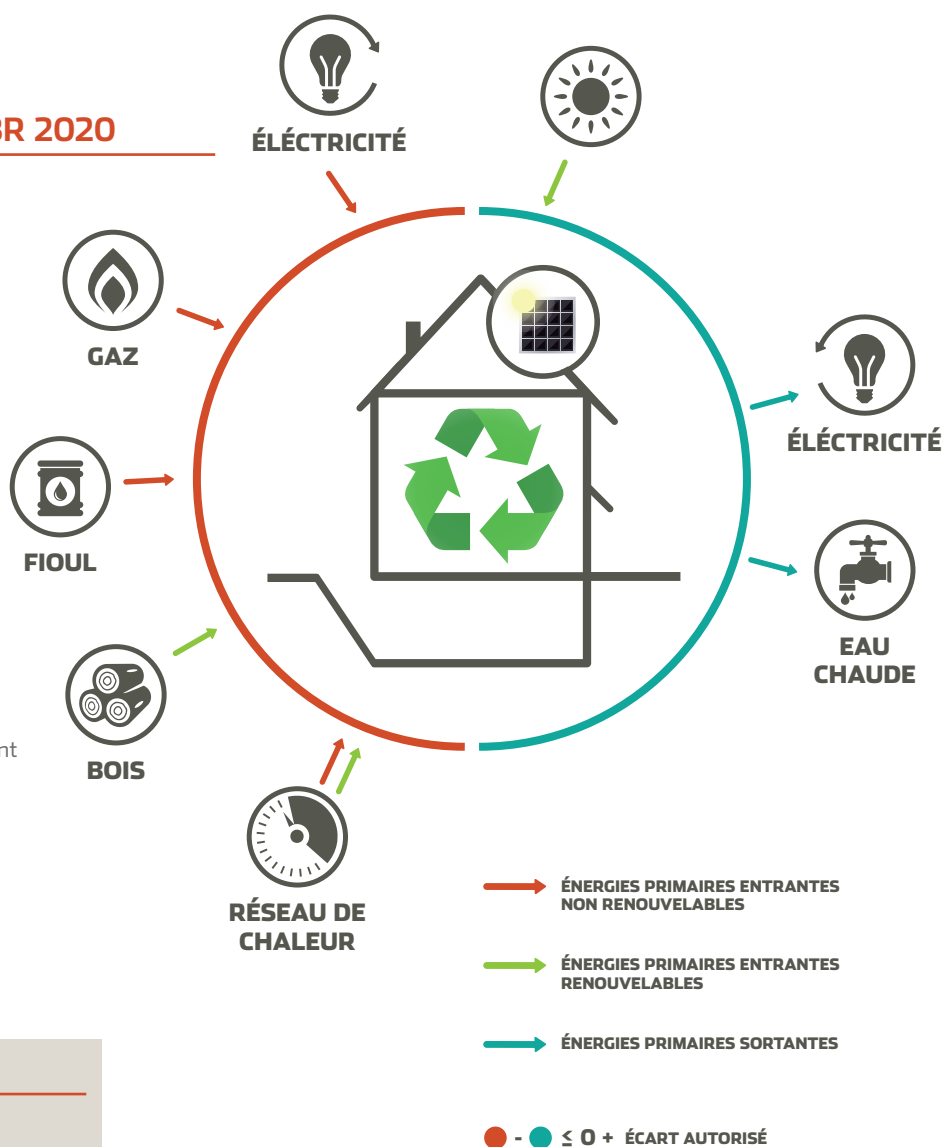 BR 2020
ÉLÉCTRICITÉ
GAZ
ÉLÉCTRICITÉ
FIOUL
EAU
CHAUDE
BOIS
RÉSEAU DE
CHALEUR
ÉNERGIES PRIMAIRES ENTRANTES
NON RENOUVELABLES
ÉNERGIES PRIMAIRES ENTRANTES
RENOUVELABLES
ÉNERGIES PRIMAIRES SORTANTES
- ≤ 0 + ÉCART AUTORISÉ